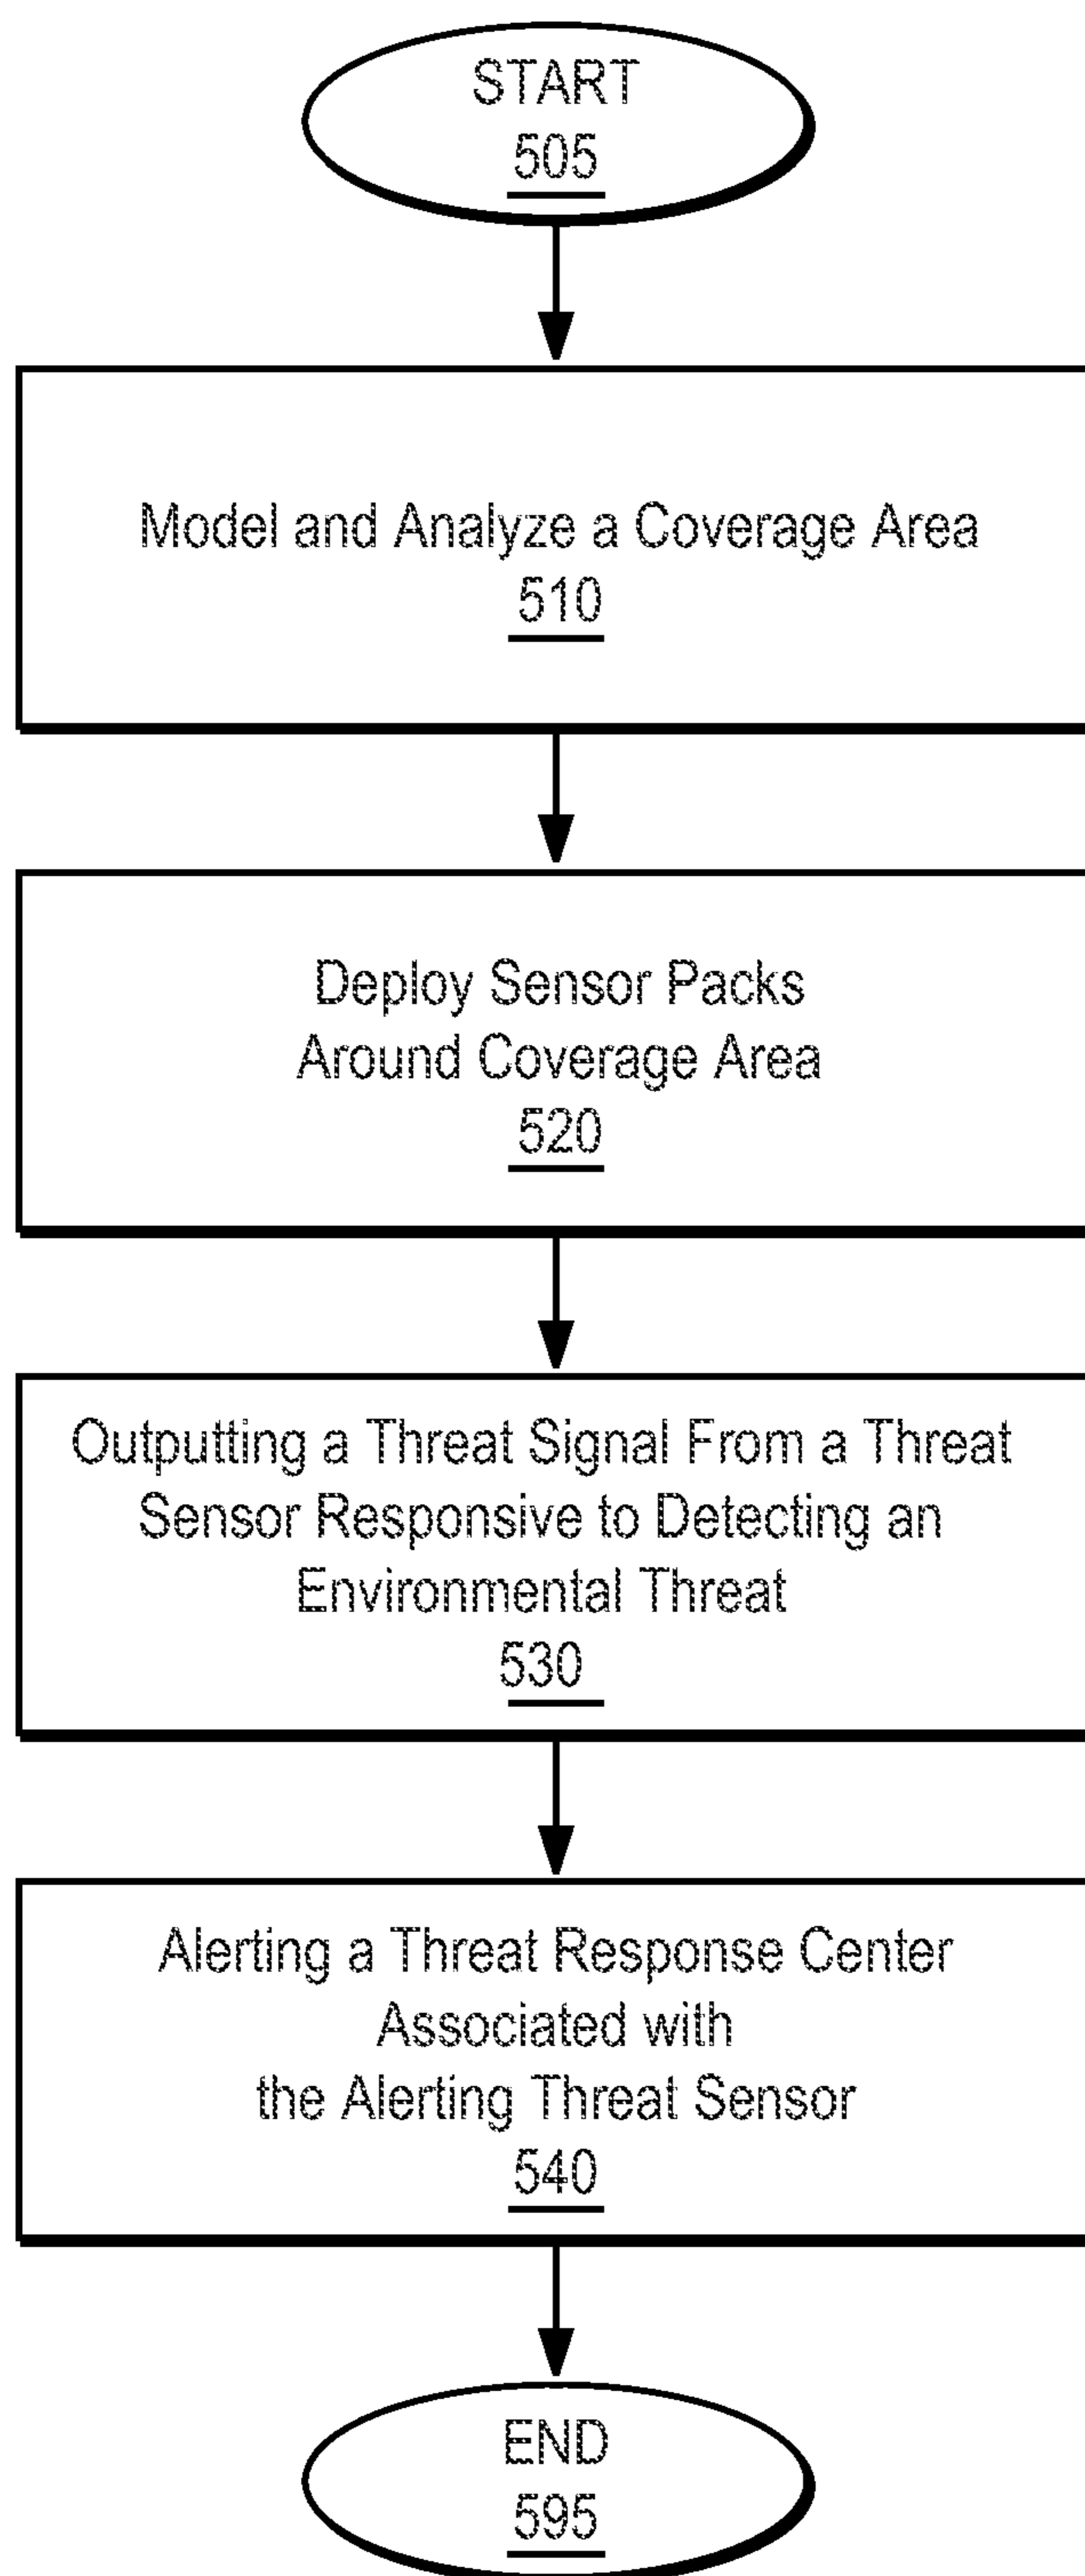 START
505
Model and Analyze a Coverage Area
510
Deploy Sensor Packs
Around Coverage Area
520
Outputting a Threat Signal From a Threat
Sensor Responsive to Detecting an
Environmental Threat
530
Alerting a Threat Response Center
Associated with
the Alerting Threat Sensor
540
END
595